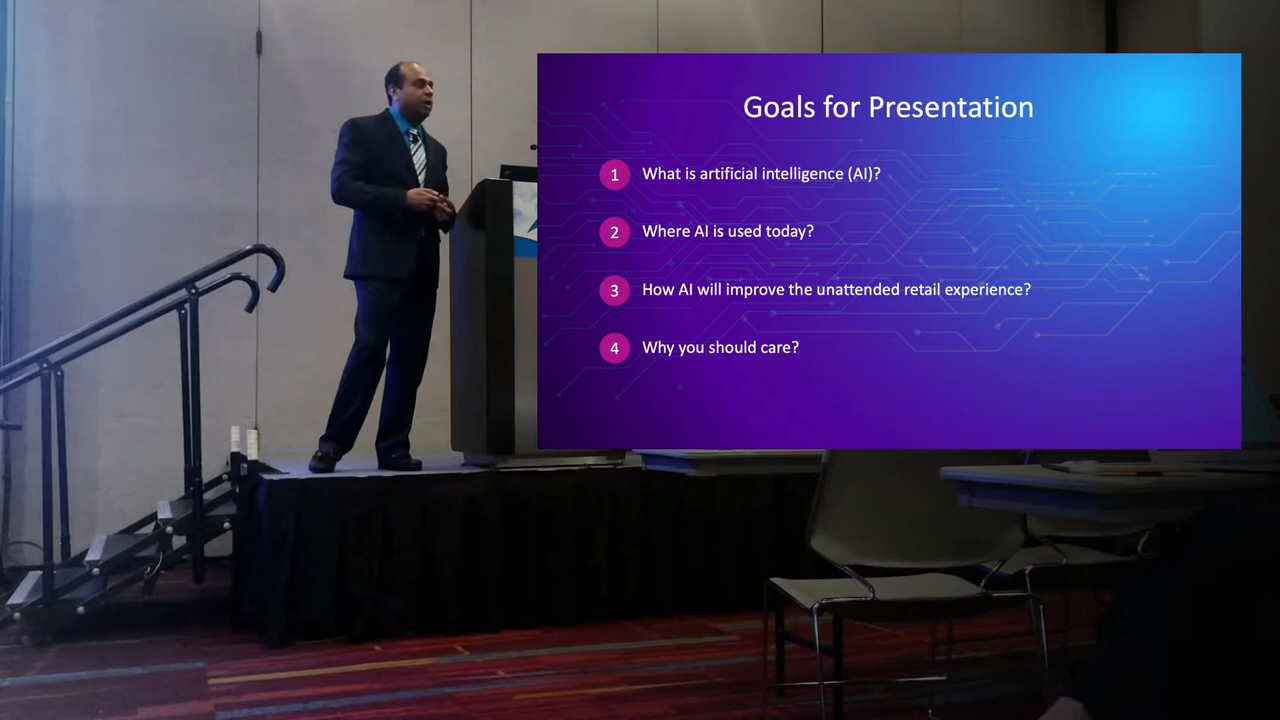 Goals for Presentation
1 What is artificial intelligence (AI)?
2 Where AI is used today?
3 How AI will improve the unattended retail experience?
4 Why you should care?